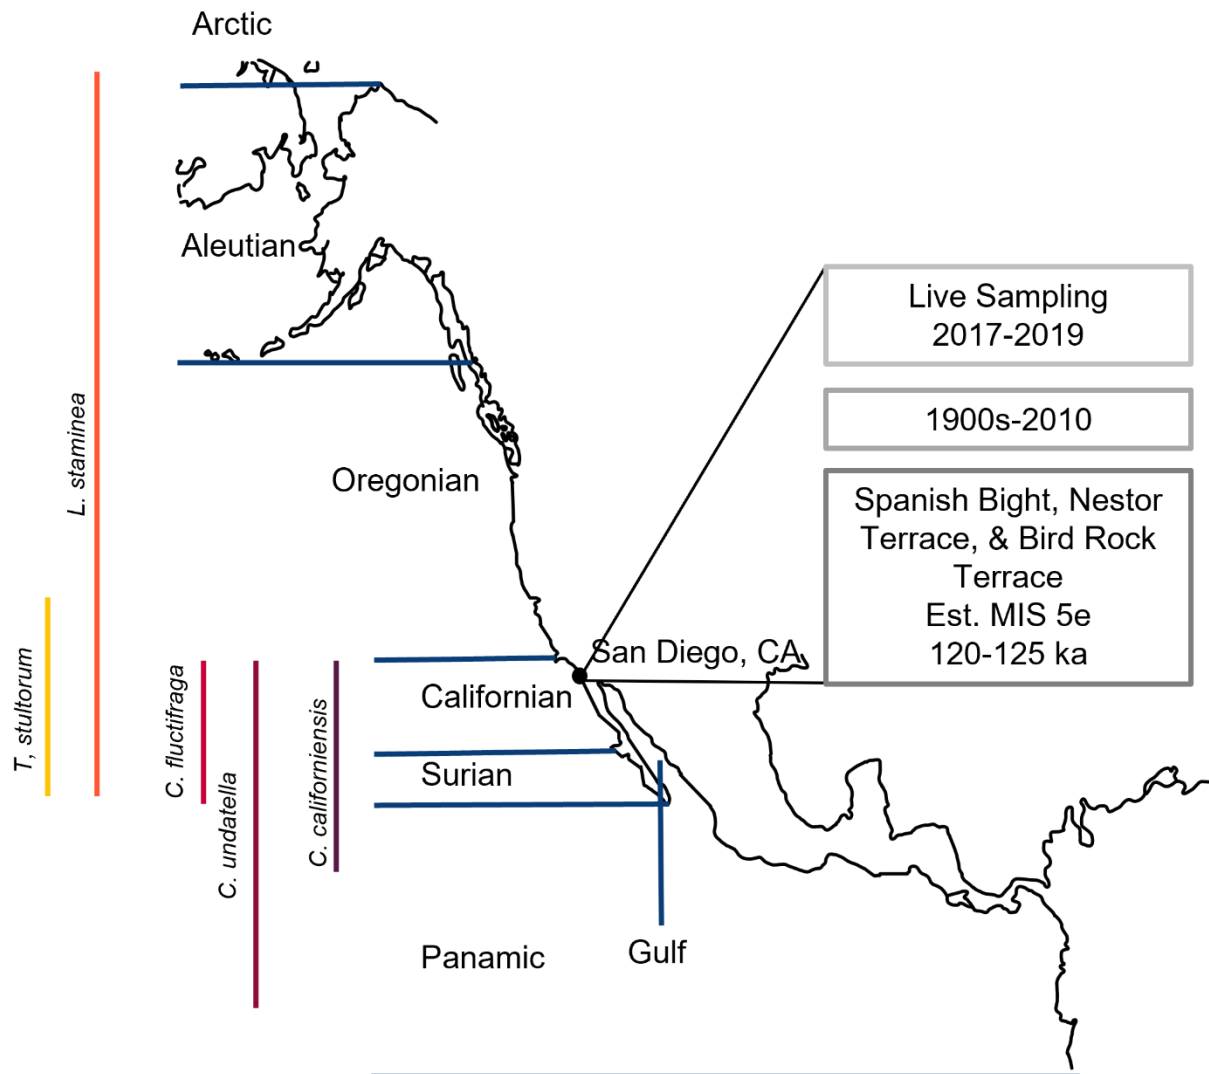 Arctic
Aleutian
Oregonian
Californian
Surian
Panamic
Gulf
San Diego, CA
Live Sampling
2017-2019
1900s-2010
Spanish Bight, Nestor
Terrace, & Bird Rock
Terrace
Est. MIS 5e
120-125 ka
T, stultorum
L. staminea
C. fluctifraga
C. undatella
C. californiensis